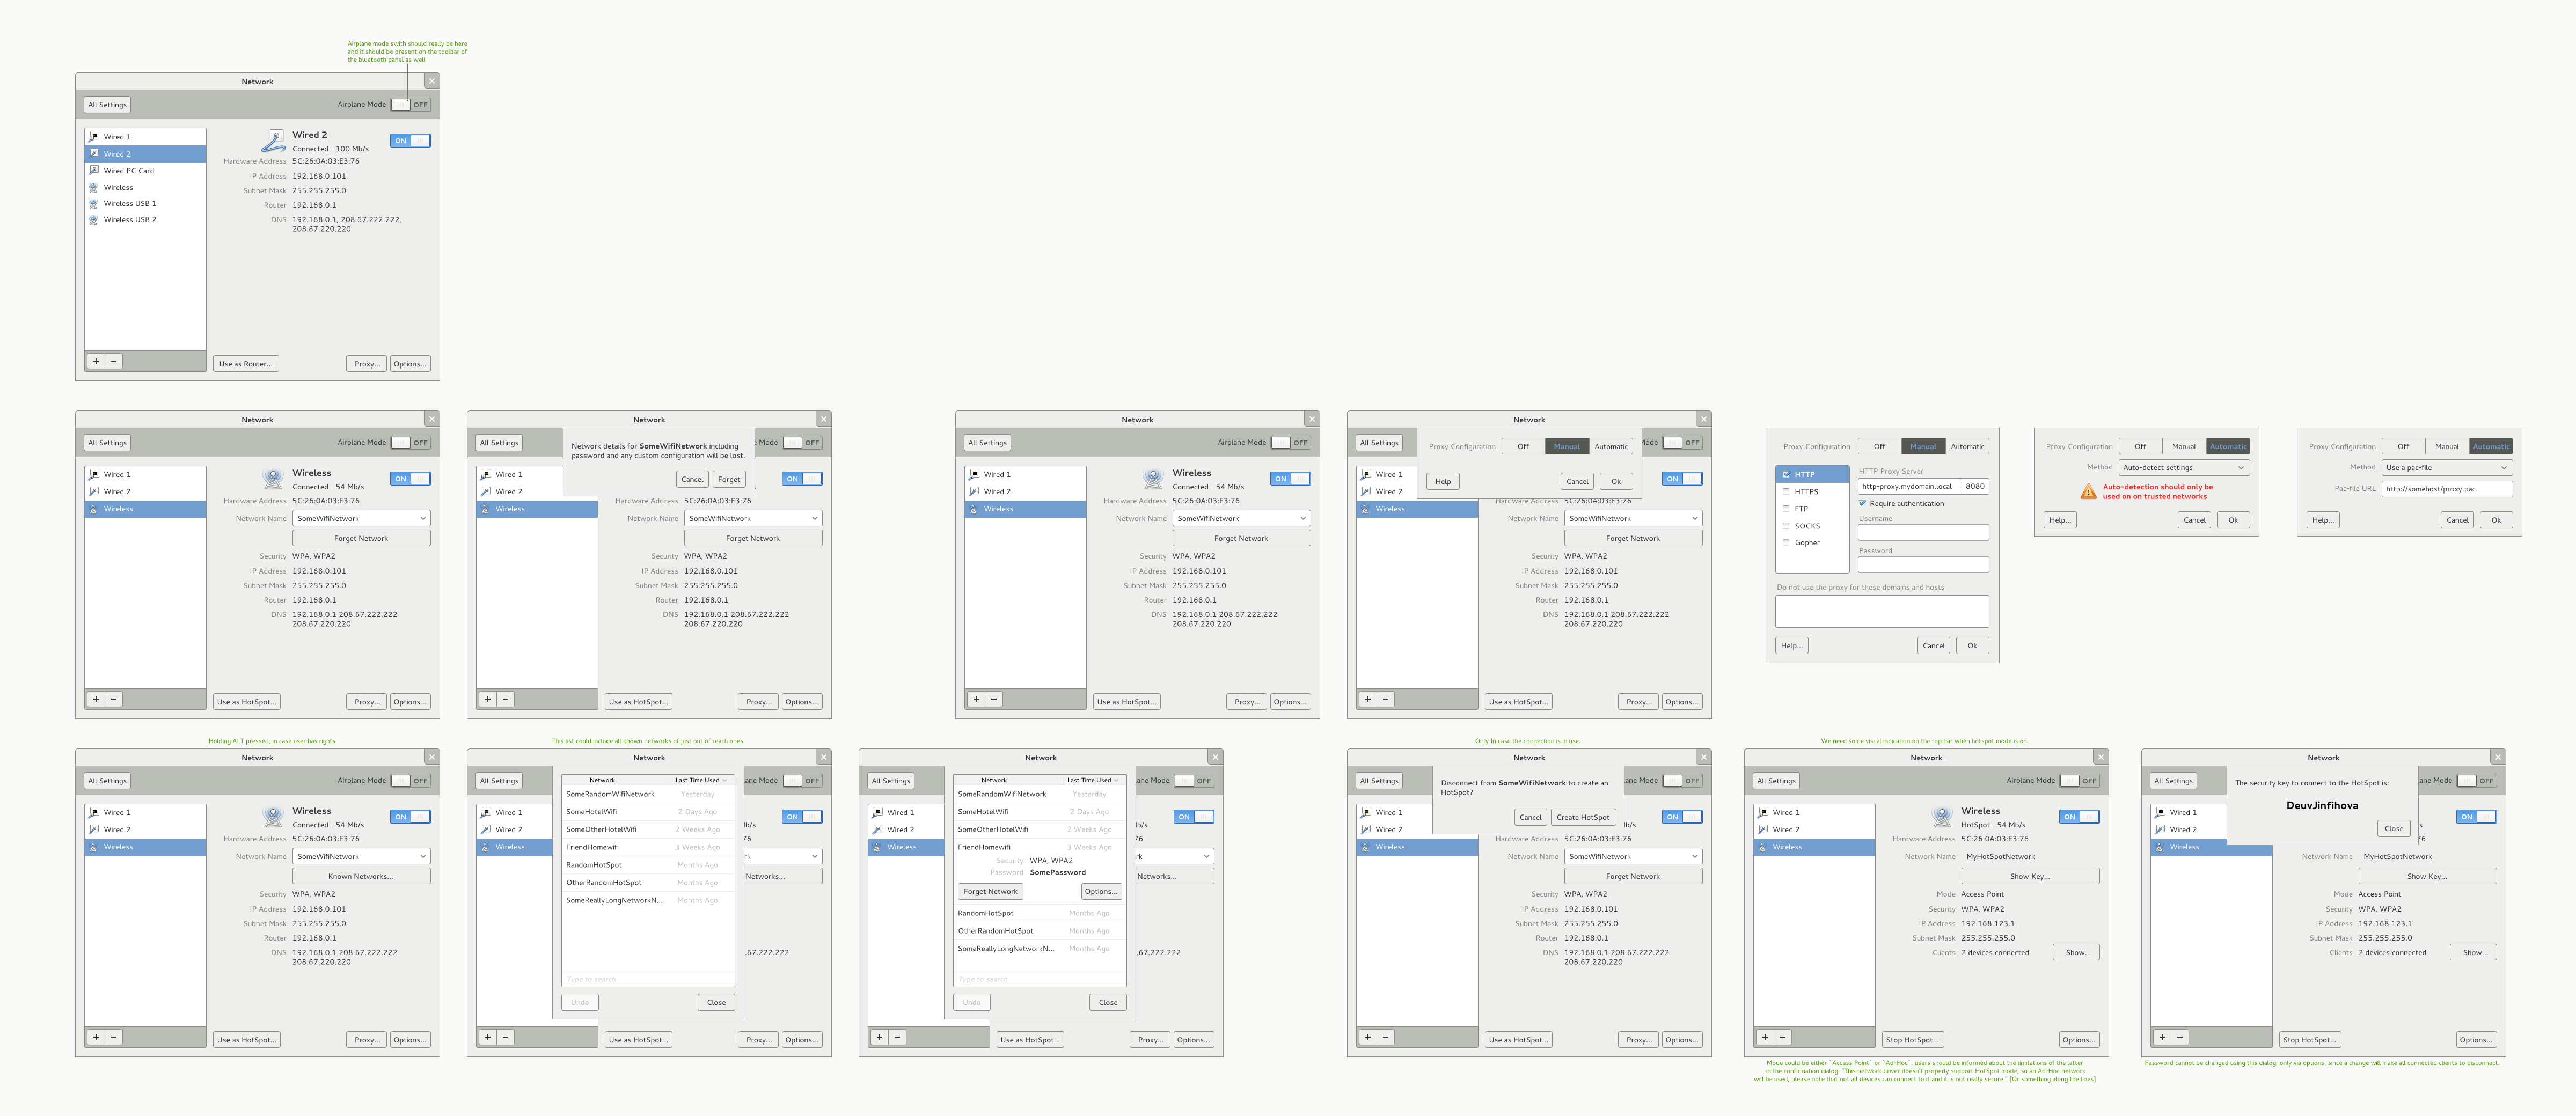 Airplane mode swith should really be here
and it should be present on the toolbar of
the bluetooth panel as well
Network
All Settings
Airplane Mode OFF
Wired 1
Wired 2
Wired PC Card
Wireless
Wireless USB 1
Wireless USB 2
Wired 2
ON
Connected - 100 Mb/s
Hardware Address 5C:26:0A:03:E3:76
IP Address 192.168.0.101
Subnet Mask 255.255.255.0
Router 192.168.0.1
DNS 192.168.0.1, 208.67.222.222,
208.67.220.220
+ −
Use as Router...
Proxy...
Options...
Network
All Settings
Airplane Mode OFF
Wired 1
Wired 2
Wireless
Wireless
ON
Connected - 54 Mb/s
Hardware Address 5C:26:0A:03:E3:76
Network Name SomeWifiNetwork
Forget Network
Security WPA, WPA2
IP Address 192.168.0.101
Subnet Mask 255.255.255.0
Router 192.168.0.1
DNS 192.168.0.1 208.67.222.222
208.67.220.220
+ −
Use as HotSpot...
Proxy...
Options...
Network
All Settings
Mode OFF
Network details for SomeWifiNetwork including
password and any custom configuration will be lost.
Cancel
Forget
Wired 1
Wired 2
Wireless
ON
Hardware Address 5C:26:0A:03:E3:76
Network Name SomeWifiNetwork
Forget Network
Security WPA, WPA2
IP Address 192.168.0.101
Subnet Mask 255.255.255.0
Router 192.168.0.1
DNS 192.168.0.1 208.67.222.222
208.67.220.220
+ −
Use as HotSpot...
Proxy...
Options...
Network
All Settings
Airplane Mode OFF
Wired 1
Wired 2
Wireless
Wireless
ON
Connected - 54 Mb/s
Hardware Address 5C:26:0A:03:E3:76
Network Name SomeWifiNetwork
Forget Network
Security WPA, WPA2
IP Address 192.168.0.101
Subnet Mask 255.255.255.0
Router 192.168.0.1
DNS 192.168.0.1 208.67.222.222
208.67.220.220
+ −
Use as HotSpot...
Proxy...
Options...
Network
All Settings
OFF
Proxy Configuration Off Manual Automatic
Help
Cancel
Ok
Wired 1
Wired 2
Wireless
ON
Hardware Address 5C:26:0A:03:E3:76
Network Name SomeWifiNetwork
Forget Network
Security WPA, WPA2
IP Address 192.168.0.101
Subnet Mask 255.255.255.0
Router 192.168.0.1
DNS 192.168.0.1 208.67.222.222
208.67.220.220
+ −
Use as HotSpot...
Proxy...
Options...
Proxy Configuration Off Manual Automatic
HTTP
HTTPS
FTP
SOCKS
Gopher
HTTP Proxy Server
http-proxy.mydomain.local 8080
Require authentication
Username
Password
Do not use the proxy for these domains and hosts
Help...
Cancel
Ok
Proxy Configuration Off Manual Automatic
Method Auto-detect settings
Auto-detection should only be
used on on trusted networks
Help...
Cancel
Ok
Proxy Configuration Off Manual Automatic
Method Use a pac-file
Pac-file URL http://somehost/proxy.pac
Help...
Cancel
Ok
Holding ALT pressed, in case user has rights
Network
All Settings
Airplane Mode OFF
Wired 1
Wired 2
Wireless
Wireless
ON
Connected - 54 Mb/s
Hardware Address 5C:26:0A:03:E3:76
Network Name SomeWifiNetwork
Known Networks...
Security WPA, WPA2
IP Address 192.168.0.101
Subnet Mask 255.255.255.0
Router 192.168.0.1
DNS 192.168.0.1 208.67.222.222
208.67.220.220
+ −
Use as HotSpot...
Proxy...
Options...
This list could include all known networks of just out of reach ones
Network
All Settings
ane Mode OFF
Wired 1
Wired 2
Wireless
ON
Network Last Time Used
SomeRandomWifiNetwork Yesterday
SomeHotelWifi 2 Days Ago
SomeOtherHotelWifi 2 Weeks Ago
FriendHomewifi 3 Weeks Ago
RandomHotSpot Months Ago
OtherRandomHotSpot Months Ago
SomeReallyLongNetworkN... Months Ago
Type to search
Undo
Close
b/s
76
rk
Networks...
.67.222.222
+ −
Use as HotSpot...
Proxy...
Options...
Network
All Settings
ane Mode OFF
Wired 1
Wired 2
Wireless
ON
Network Last Time Used
SomeRandomWifiNetwork Yesterday
SomeHotelWifi 2 Days Ago
SomeOtherHotelWifi 2 Weeks Ago
FriendHomewifi 3 Weeks Ago
Security WPA, WPA2
Password SomePassword
Forget Network
Options...
RandomHotSpot Months Ago
OtherRandomHotSpot Months Ago
SomeReallyLongNetworkN... Months Ago
Type to search
Undo
Close
b/s
76
rk
Networks...
.67.222.222
+ −
Use as HotSpot...
Proxy...
Options...
Only In case the connection is in use.
Network
All Settings
ane Mode OFF
Disconnect from SomeWifiNetwork to create an
HotSpot?
Cancel
Create HotSpot
Wired 1
Wired 2
Wireless
ON
b/s
Hardware Address 5C:26:0A:03:E3:76
Network Name SomeWifiNetwork
Forget Network
Security WPA, WPA2
IP Address 192.168.0.101
Subnet Mask 255.255.255.0
Router 192.168.0.1
DNS 192.168.0.1 208.67.222.222
208.67.220.220
+ −
Use as HotSpot...
Proxy...
Options...
We need some visual indication on the top bar when hotspot mode is on.
Network
All Settings
Airplane Mode OFF
Wired 1
Wired 2
Wireless
Wireless
ON
HotSpot - 54 Mb/s
Hardware Address 5C:26:0A:03:E3:76
Network Name MyHotSpotNetwork
Show Key...
Mode Access Point
Security WPA, WPA2
IP Address 192.168.123.1
Subnet Mask 255.255.255.0
Clients 2 devices connected
Show...
+ −
Stop HotSpot...
Options...
Mode could be either `Access Point` or `Ad-Hoc`, users should be informed about the limitations of the latter
in the confirmation dialog: "This network driver doesn't properly support HotSpot mode, so an Ad-Hoc network
will be used, please note that not all devices can connect to it and it is not really secure." [Or something along the lines]
Network
All Settings
ane Mode OFF
The security key to connect to the HotSpot is:
DeuvJinfihova
Close
Wired 1
Wired 2
Wireless
ON
s
76
Network Name MyHotSpotNetwork
Show Key...
Mode Access Point
Security WPA, WPA2
IP Address 192.168.123.1
Subnet Mask 255.255.255.0
Clients 2 devices connected
Show...
+ −
Stop HotSpot...
Options...
Password cannot be changed using this dialog, only via options, since a change will make all connected clients to disconnect.